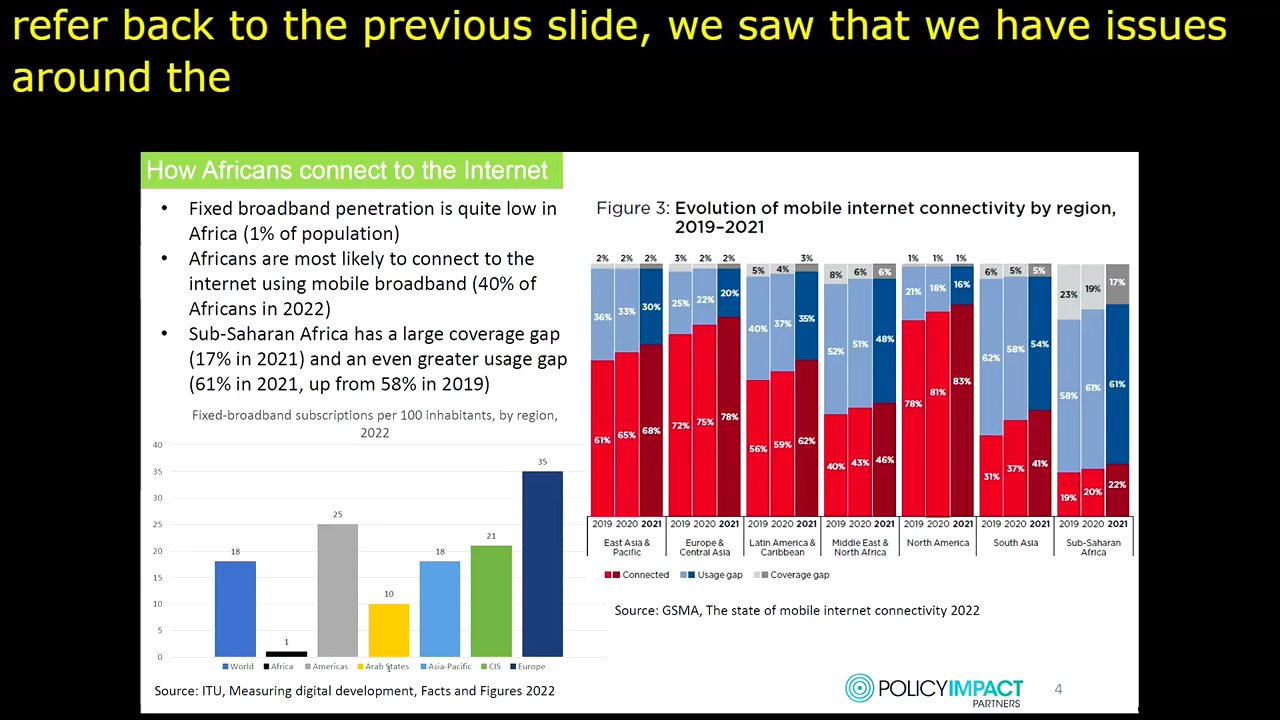 refer back to the previous slide, we saw that we have issues
around the
How Africans connect to the Internet
• Fixed broadband penetration is quite low in
Africa (1% of population)
• Africans are most likely to connect to the
internet using mobile broadband (40% of
Africans in 2022)
• Sub-Saharan Africa has a large coverage gap
(17% in 2021) and an even greater usage gap
(61% in 2021, up from 58% in 2019)
Fixed-broadband subscriptions per 100 inhabitants, by region,
2022
40
35
30
25
20
15
10
5
0
18
1
25
10
18
21
35
World Africa Americas Arab States Asia-Pacific CIS Europe
Source: ITU, Measuring digital development, Facts and Figures 2022
Figure 3: Evolution of mobile internet connectivity by region,
2019–2021
2% 2% 2% 3% 2% 2% 5% 4% 3% 8% 6% 6% 1% 1% 1% 6% 5% 5% 23% 19% 17%
36% 33% 30% 25% 22% 20% 40% 37% 35% 52% 51% 48% 21% 18% 16% 62% 58% 54% 58% 61% 61%
61% 65% 68% 72% 75% 78% 56% 59% 62% 40% 43% 46% 78% 81% 83% 31% 37% 41% 19% 20% 22%
2019 2020 2021 2019 2020 2021 2019 2020 2021 2019 2020 2021 2019 2020 2021 2019 2020 2021 2019 2020 2021
East Asia & Europe & Latin America & Middle East & North America South Asia Sub-Saharan
Pacific Central Asia Caribbean North Africa Africa
Connected Usage gap Coverage gap
Source: GSMA, The state of mobile internet connectivity 2022
POLICYIMPACT
PARTNERS
4